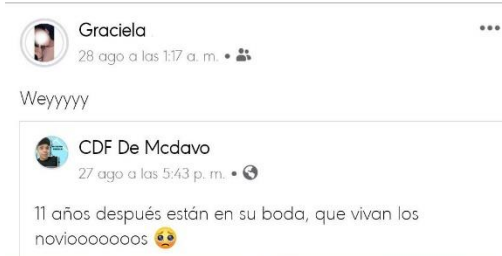 Graciela
28 ago a las 1:17 a. m. •
Weyyyyy
CDF De Mcdavo
27 ago a las 5:43 p. m. •
11 años después están en su boda, que vivan los
noviooooooos 🥺